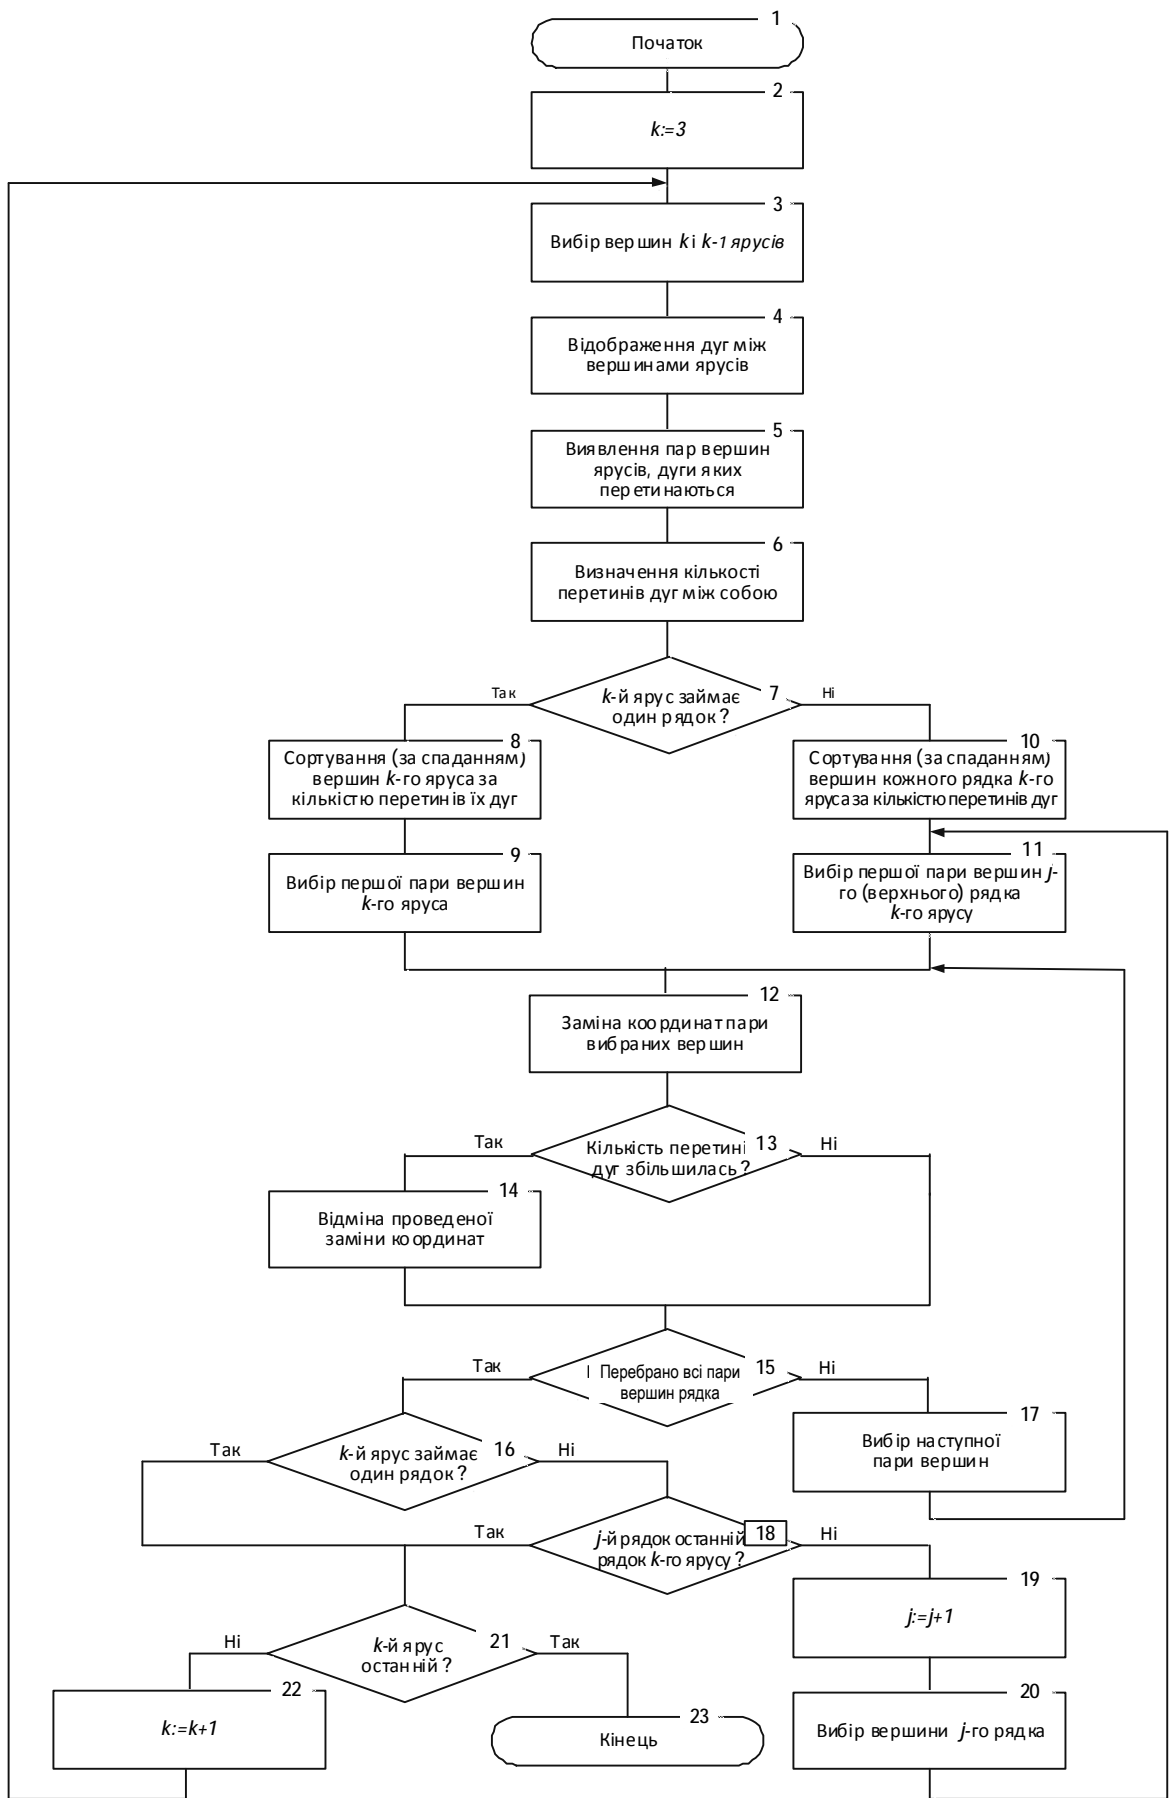 1
Початок
2
k:=3
3
Вибір вершин k і k-1 ярусів
4
Відображення дуг між
вершинами ярусів
5
Виявлення пар вершин
ярусів, дуги яких
перетинаються
6
Визначення кількості
перетинів дуг між собою
Так
7
Ні
k-й ярус займає
один рядок ?
8
Сортування (за спаданням)
вершин k-го яруса за
кількістю перетинів їх дуг
10
Сортування (за спаданням)
вершин кожного рядка k-го
яруса за кількістю перетинів дуг
9
Вибір першої пари вершин
k-го яруса
11
Вибір першої пари вершин j-
го (верхнього) рядка
k-го ярусу
12
Заміна координат пари
вибраних вершин
Так
13
Ні
Кількість перетині
дуг збільшилась ?
14
Відміна проведеної
заміни координат
Так
15
Ні
Перебрано всі пари
вершин рядка
17
Вибір наступної
пари вершин
Так
16
Ні
k-й ярус займає
один рядок ?
Так
18
Ні
j-й рядок останній
рядок k-го ярусу ?
19
j:=j+1
Ні
21
Так
k-й ярус
останній ?
22
k:=k+1
23
Кінець
20
Вибір вершини j-го рядка